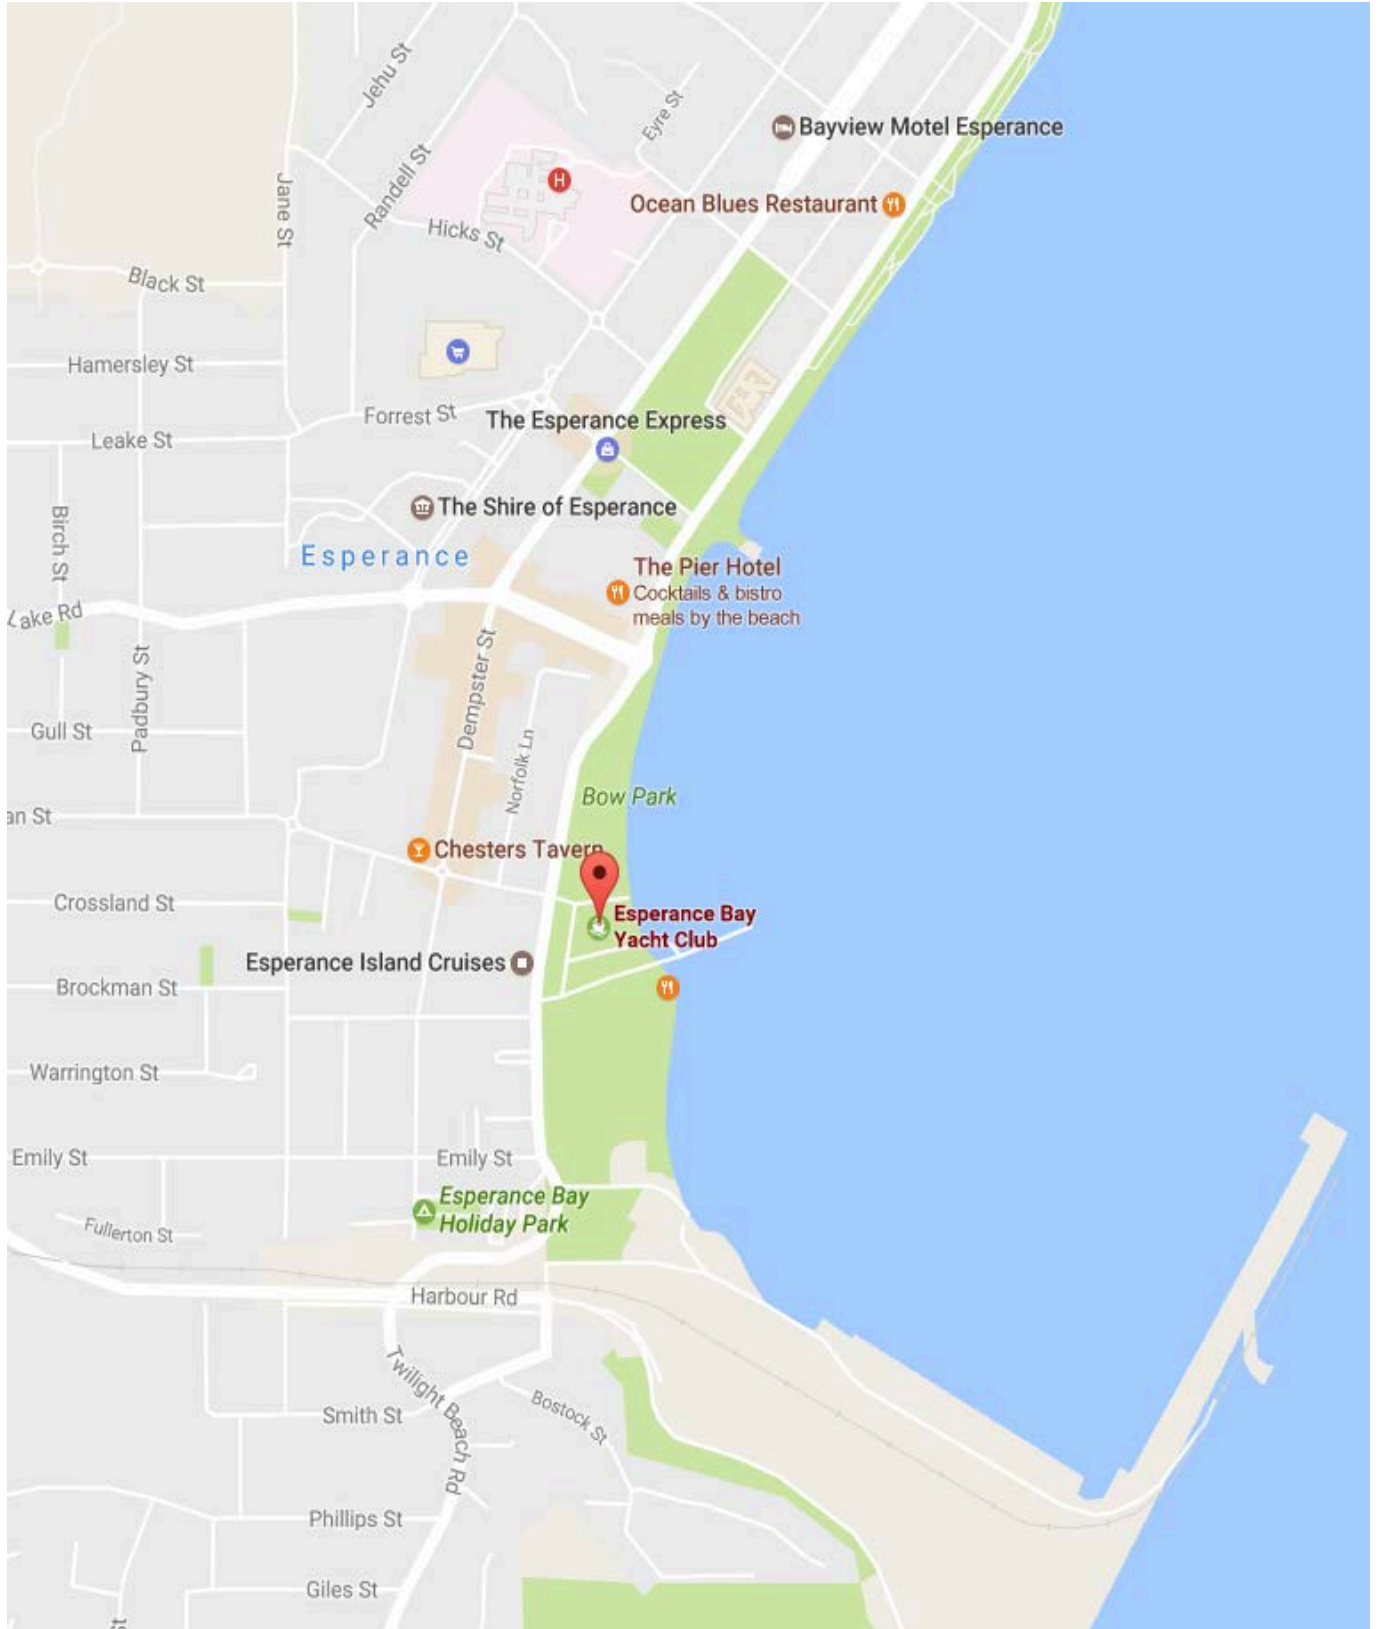 Jehu St
Eyre St
Bayview Motel Esperance
Randell St
H
Jane St
Ocean Blues Restaurant
Hicks St
Black St
Hamersley St
Forrest St
The Esperance Express
Leake St
The Shire of Esperance
Birch St
Esperance
The Pier Hotel
Cocktails & bistro
meals by the beach
Lake Rd
Dempster St
Padbury St
Gull St
Norfolk Ln
Bow Park
an St
Chesters Tavern
Crossland St
Esperance Bay
Yacht Club
Esperance Island Cruises
Brockman St
Warrington St
Emily St
Emily St
Esperance Bay
Holiday Park
Fullerton St
Harbour Rd
Twilight Beach Rd
Bostock St
Smith St
Phillips St
Giles St